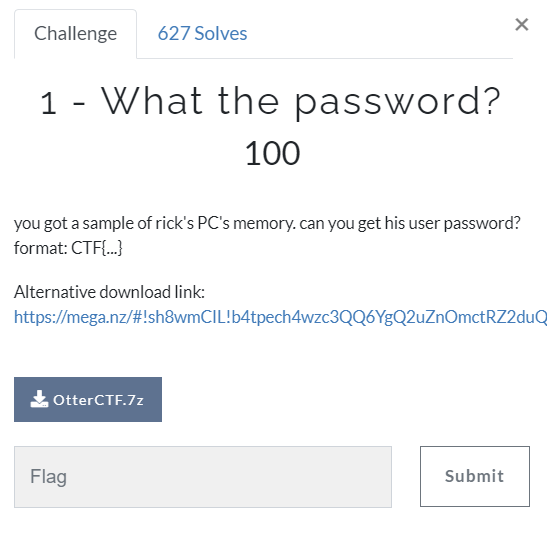 Challenge
627 Solves
×
1 - What the password?
100
you got a sample of rick's PC's memory. can you get his user password?
format: CTF{...}
Alternative download link:
https://mega.nz/#!sh8wmCIL!b4tpech4wzc3QQ6YgQ2uZnOmctRZ2duQ
OtterCTF.7z
Flag
Submit